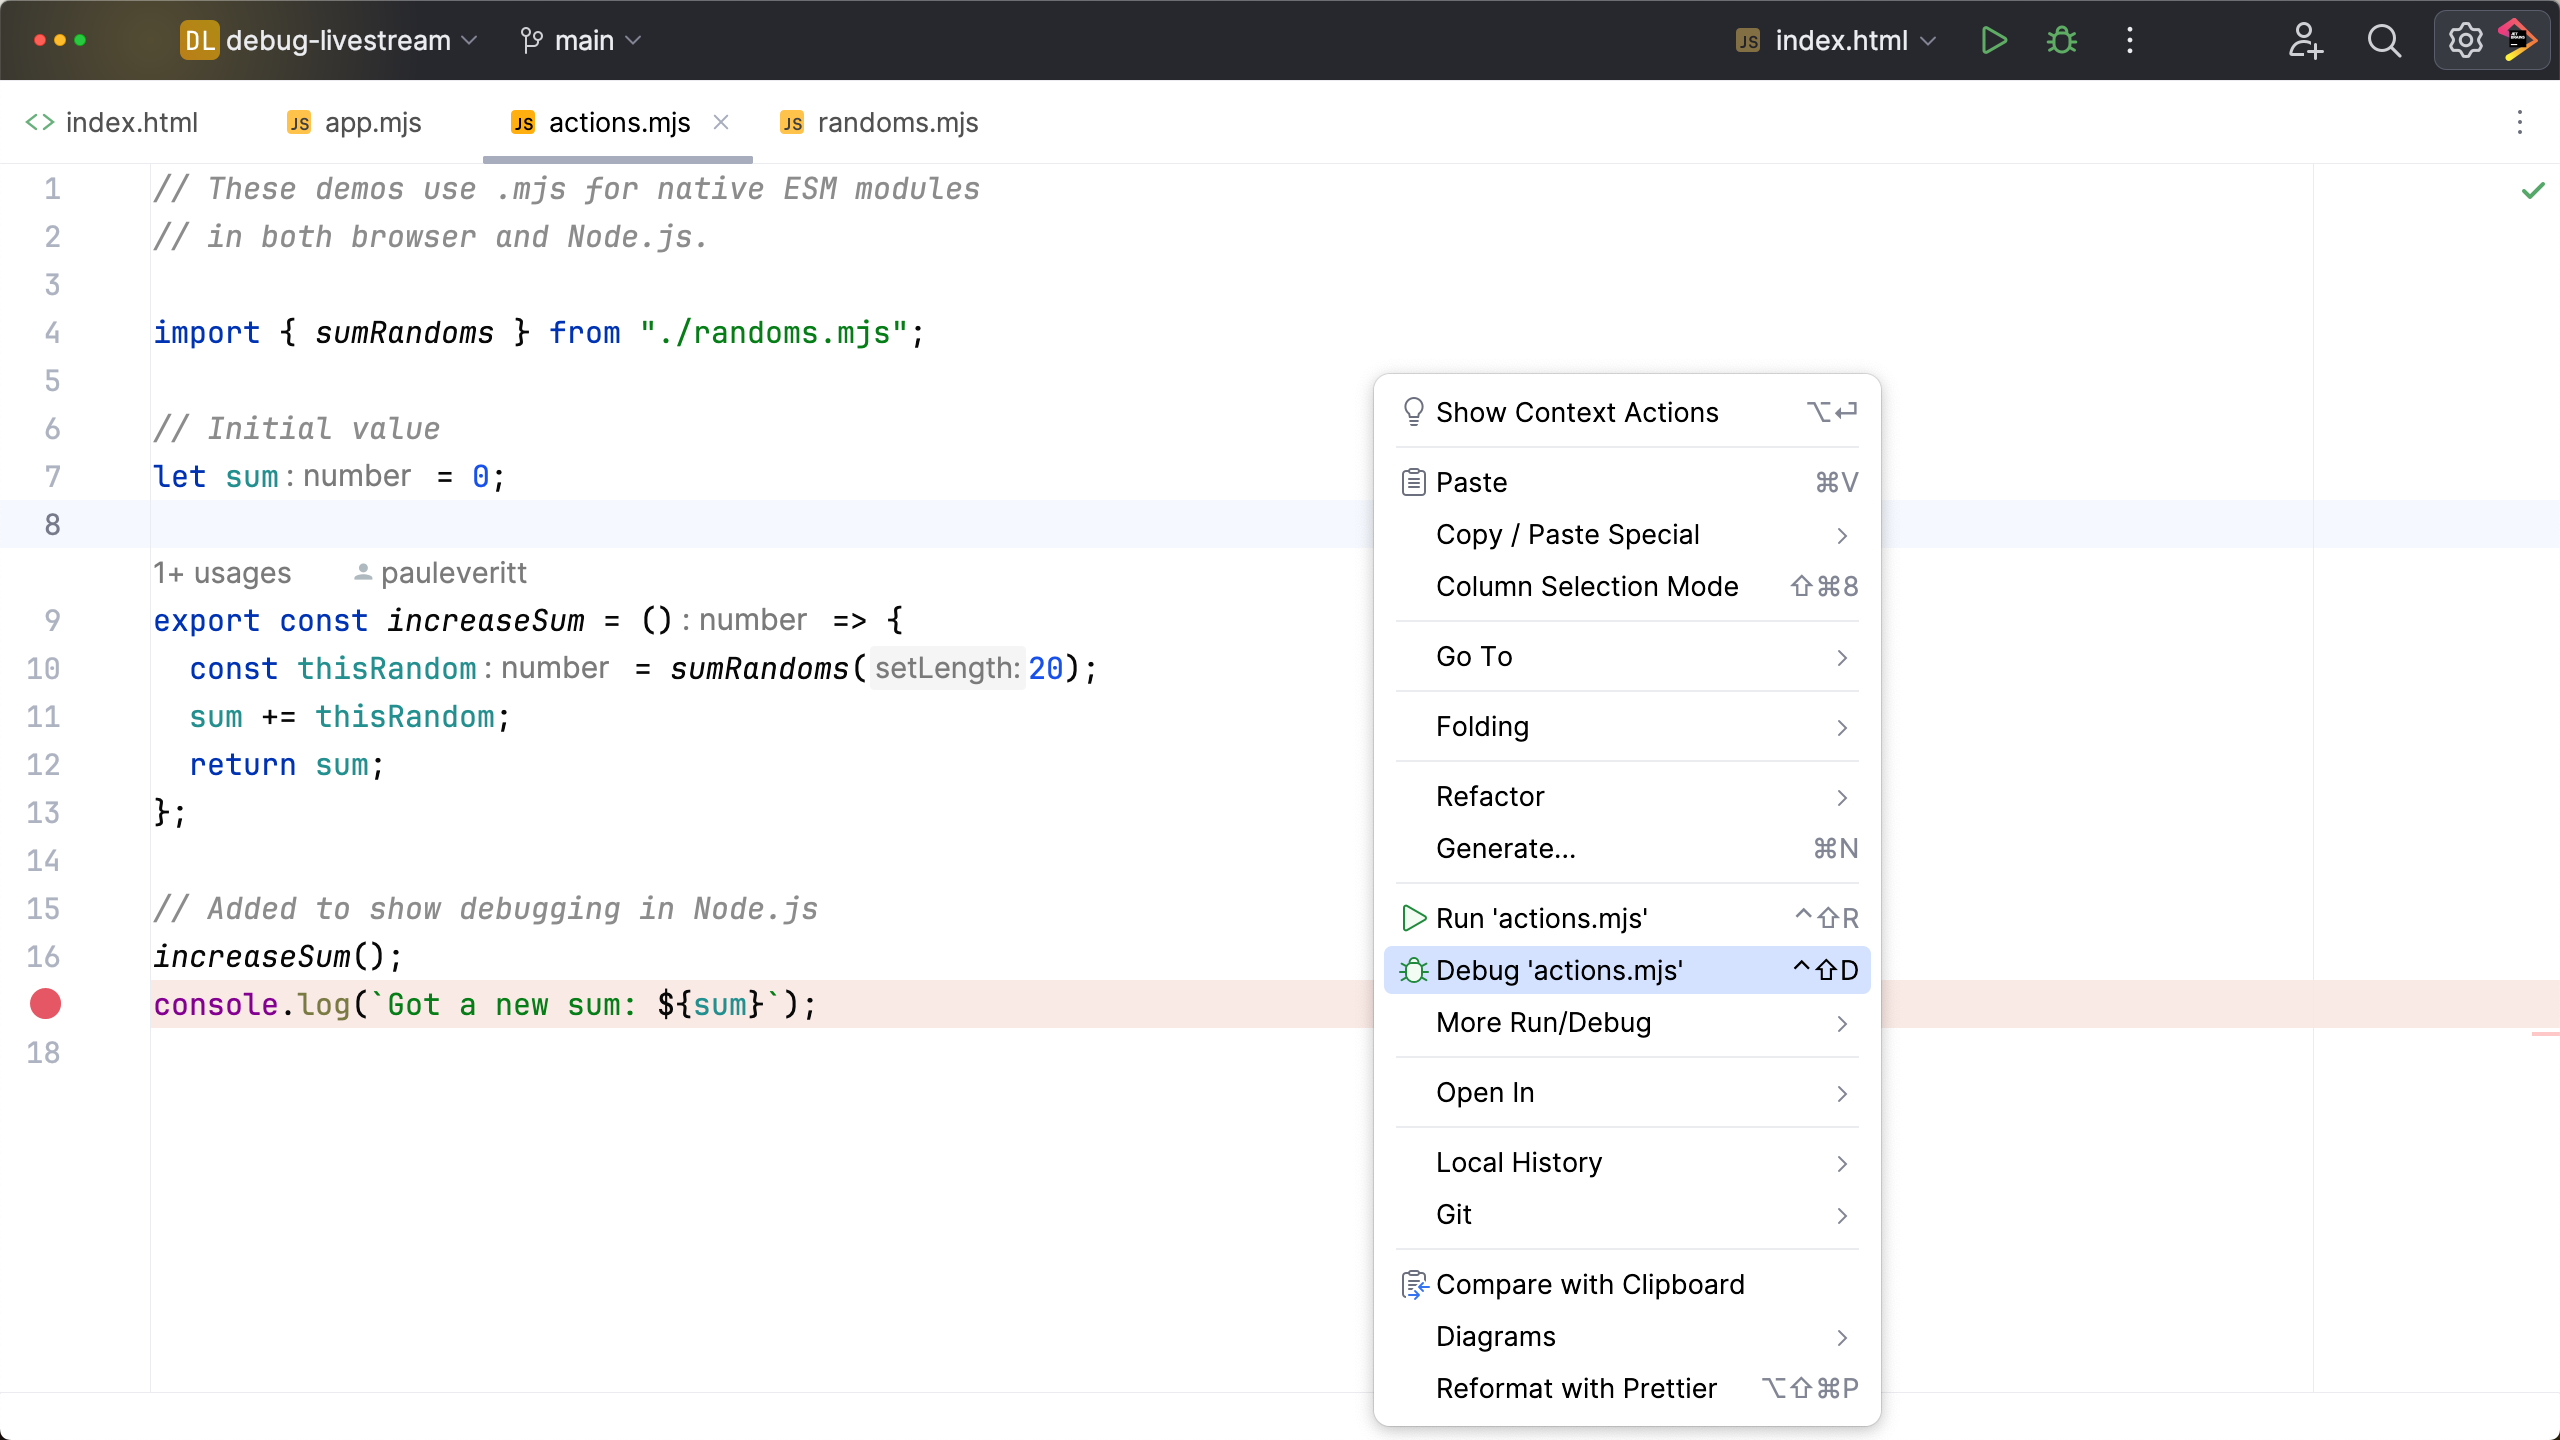 DL debug-livestream main JS index.html
index.html JS app.mjs JS actions.mjs JS randoms.mjs
1 // These demos use .mjs for native ESM modules
2 // in both browser and Node.js.
3
4 import { sumRandoms } from "./randoms.mjs";
5
6 // Initial value
7 let sum: number = 0;
8
1+ usages pauleveritt
9 export const increaseSum = (): number => {
10 const thisRandom: number = sumRandoms( setLength: 20);
11 sum += thisRandom;
12 return sum;
13 };
14
15 // Added to show debugging in Node.js
16 increaseSum();
console.log(`Got a new sum: ${sum}`);
18
Show Context Actions ⌥⏎
Paste ⌘V
Copy / Paste Special
Column Selection Mode ⇧⌘8
Go To
Folding
Refactor
Generate... ⌘N
Run 'actions.mjs' ^⇧R
Debug 'actions.mjs' ^⇧D
More Run/Debug
Open In
Local History
Git
Compare with Clipboard
Diagrams
Reformat with Prettier ⌥⇧⌘P